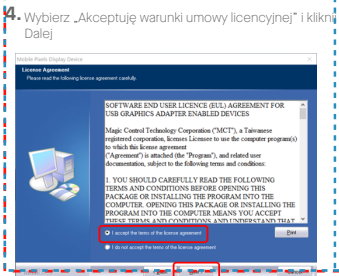 4. Wybierz „Akceptuję warunki umowy licencyjnej" i kliknij
Dalej
Mobile Pixels Display Device
License Agreement
Please read the following license agreement carefully.
SOFTWARE END USER LICENCE (EUL) AGREEMENT FOR
USB GRAPHICS ADAPTER ENABLED DEVICES
Magic Control Technology Corporation ("MCT"), a Taiwanese
registered corporation, licenses Licensee to use the computer program(s)
to which this license agreement
("Agreement") is attached (the "Program"), and related user
documentation, subject to the following terms and conditions:
1. YOU SHOULD CAREFULLY READ THE FOLLOWING
TERMS AND CONDITIONS BEFORE OPENING THIS
PACKAGE OR INSTALLING THE PROGRAM INTO THE
COMPUTER. OPENING THIS PACKAGE OR INSTALLING THE
PROGRAM INTO THE COMPUTER MEANS YOU ACCEPT
THESE TERMS AND CONDITIONS AND UNDERSTAND THAT
I accept the terms of the license agreement
Print
I do not accept the terms of the license agreement